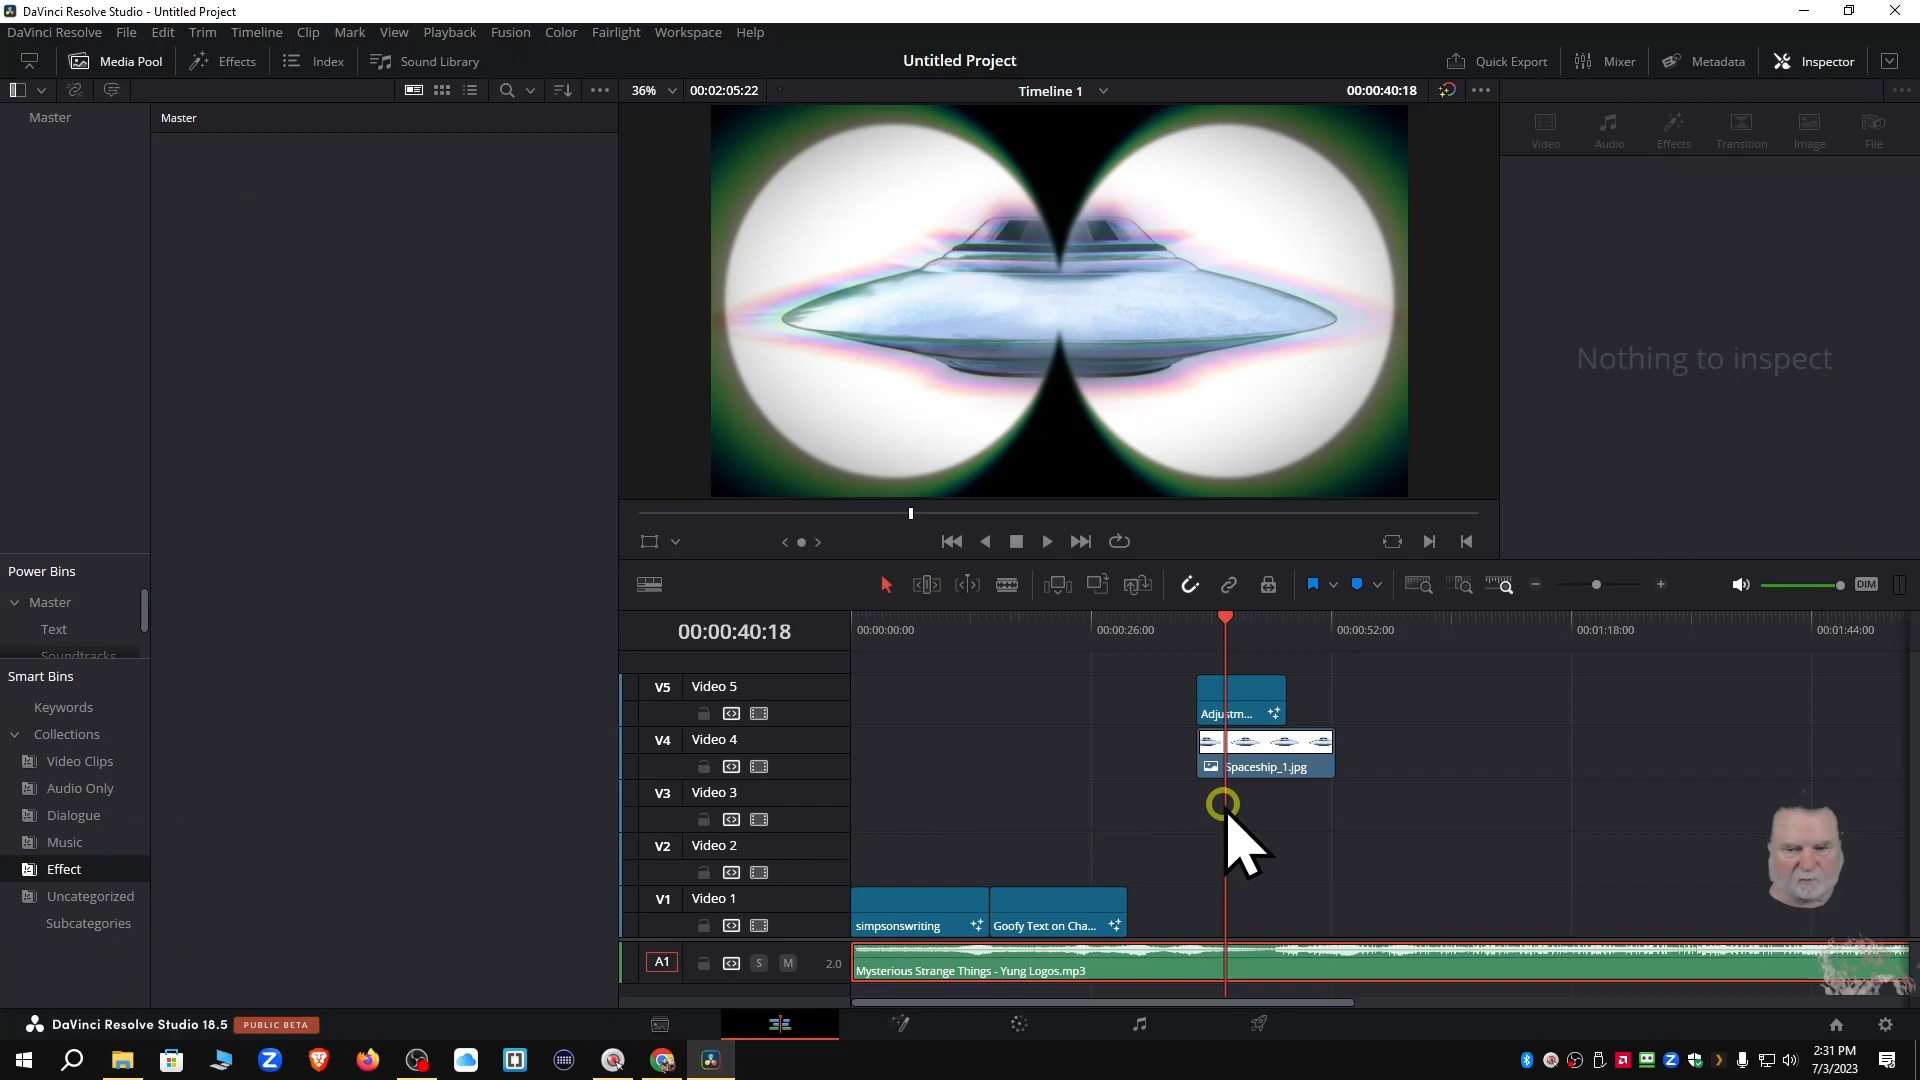 DaVinci Resolve Studio - Untitled Project
DaVinci Resolve File Edit Trim Timeline Clip Mark View Playback Fusion Color Fairlight Workspace Help
Media Pool Effects Index Sound Library Untitled Project Quick Export Mixer Metadata Inspector
36% 00:02:05:22 Timeline 1 00:00:40:18
Master Master
Video Audio Effects Transition Image File
Nothing to inspect
Power Bins
Master
Text
Soundtracks
Smart Bins
Keywords
Collections
Video Clips
Audio Only
Dialogue
Music
Effect
Uncategorized
Subcategories
DIM
00:00:40:18 00:00:00:00 00:00:26:00 00:00:52:00 00:01:18:00 00:01:44:00
V5 Video 5
Adjustm...
V4 Video 4
Spaceship_1.jpg
V3 Video 3
V2 Video 2
V1 Video 1
simpsonswriting Goofy Text on Cha...
A1 S M 2.0
Mysterious Strange Things - Yung Logos.mp3
DaVinci Resolve Studio 18.5 PUBLIC BETA
2:31 PM
7/3/2023